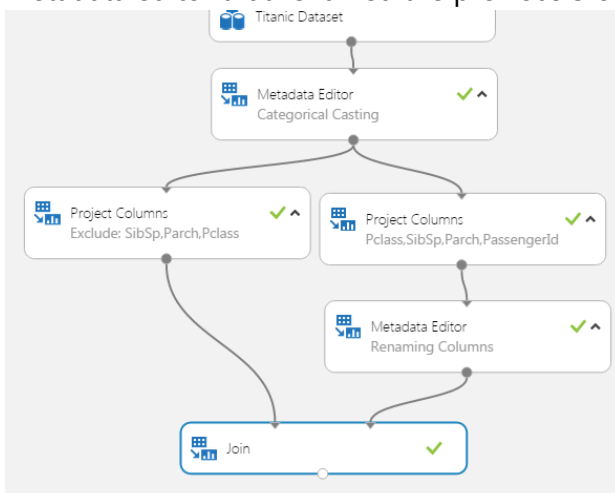 Titanic Dataset
Metadata Editor
Categorical Casting
Project Columns
Exclude: SibSp,Parch,Pclass
Project Columns
Pclass,SibSp,Parch,PassengerId
Metadata Editor
Renaming Columns
Join